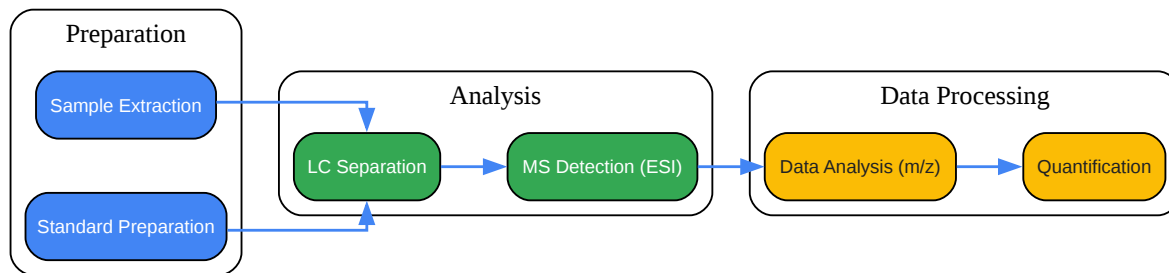 Preparation
Sample Extraction
Standard Preparation
Analysis
LC Separation
MS Detection (ESI)
Data Processing
Data Analysis (m/z)
Quantification